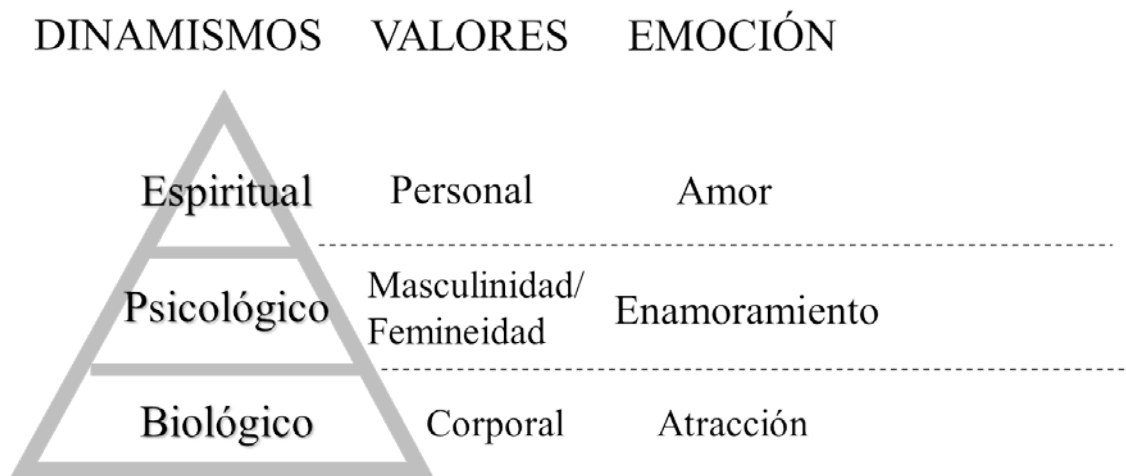 DINAMISMOS VALORES EMOCIÓN
Espiritual Personal Amor
Psicológico Masculinidad/ Enamoramiento
Femineidad
Biológico Corporal Atracción